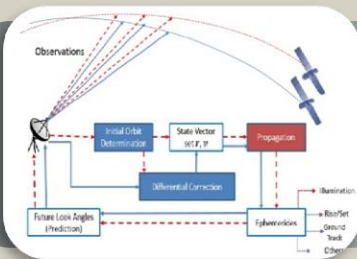 Observations
Initial Orbit
Determination
State Vector
set r, v
Propagation
Differential Correction
Future Look Angles
(Prediction)
Ephemerides
Illumination
Rise/Set
Ground
Track
Others